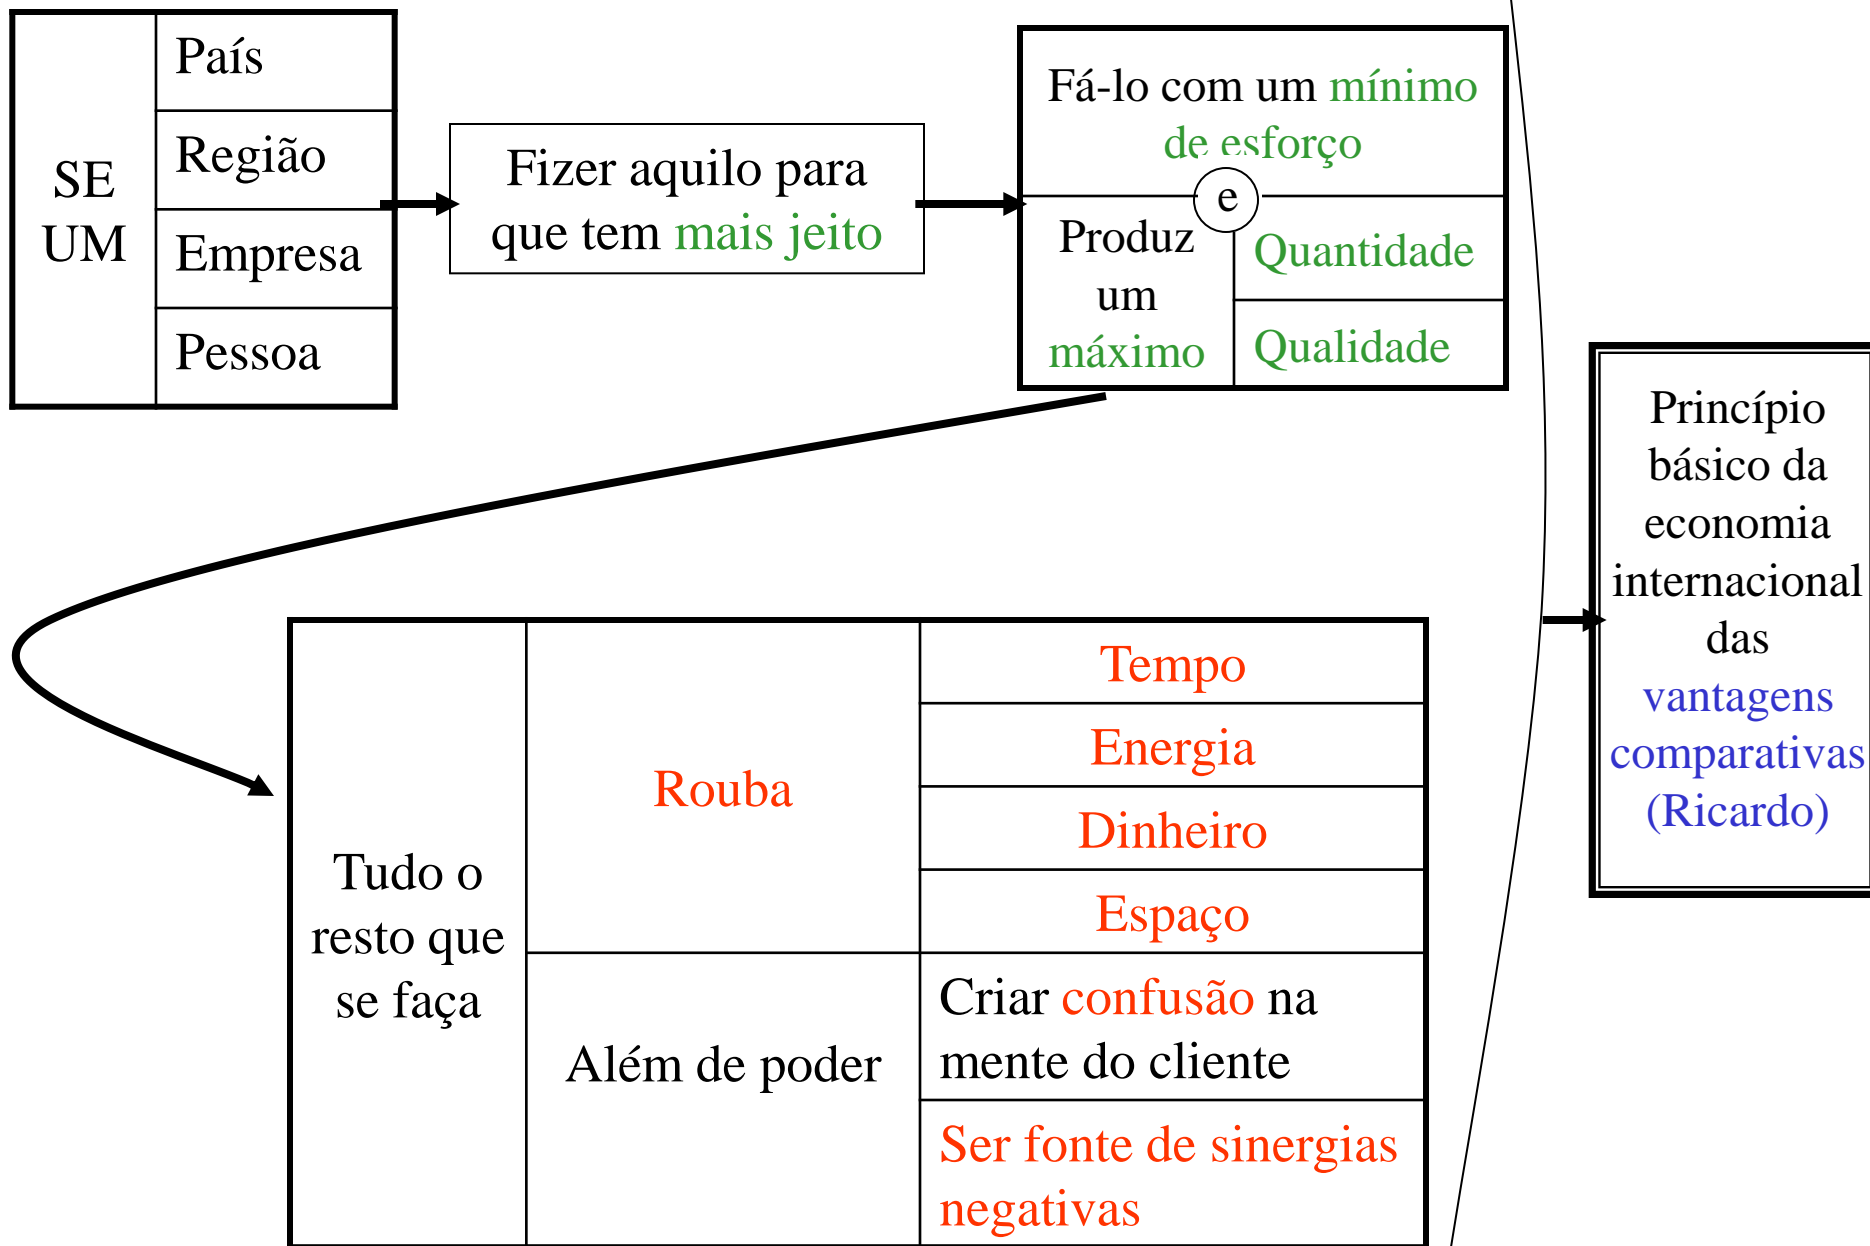 SE
UM
País
Região
Empresa
Pessoa
Fizer aquilo para
que tem mais jeito
Fá-lo com um mínimo
de esforço
e
Produz
um
máximo
Quantidade
Qualidade
Tudo o
resto que
se faça
Rouba
Tempo
Energia
Dinheiro
Espaço
Além de poder
Criar confusão na
mente do cliente
Ser fonte de sinergias
negativas
Princípio
básico da
economia
internacional
das
vantagens
comparativas
(Ricardo)